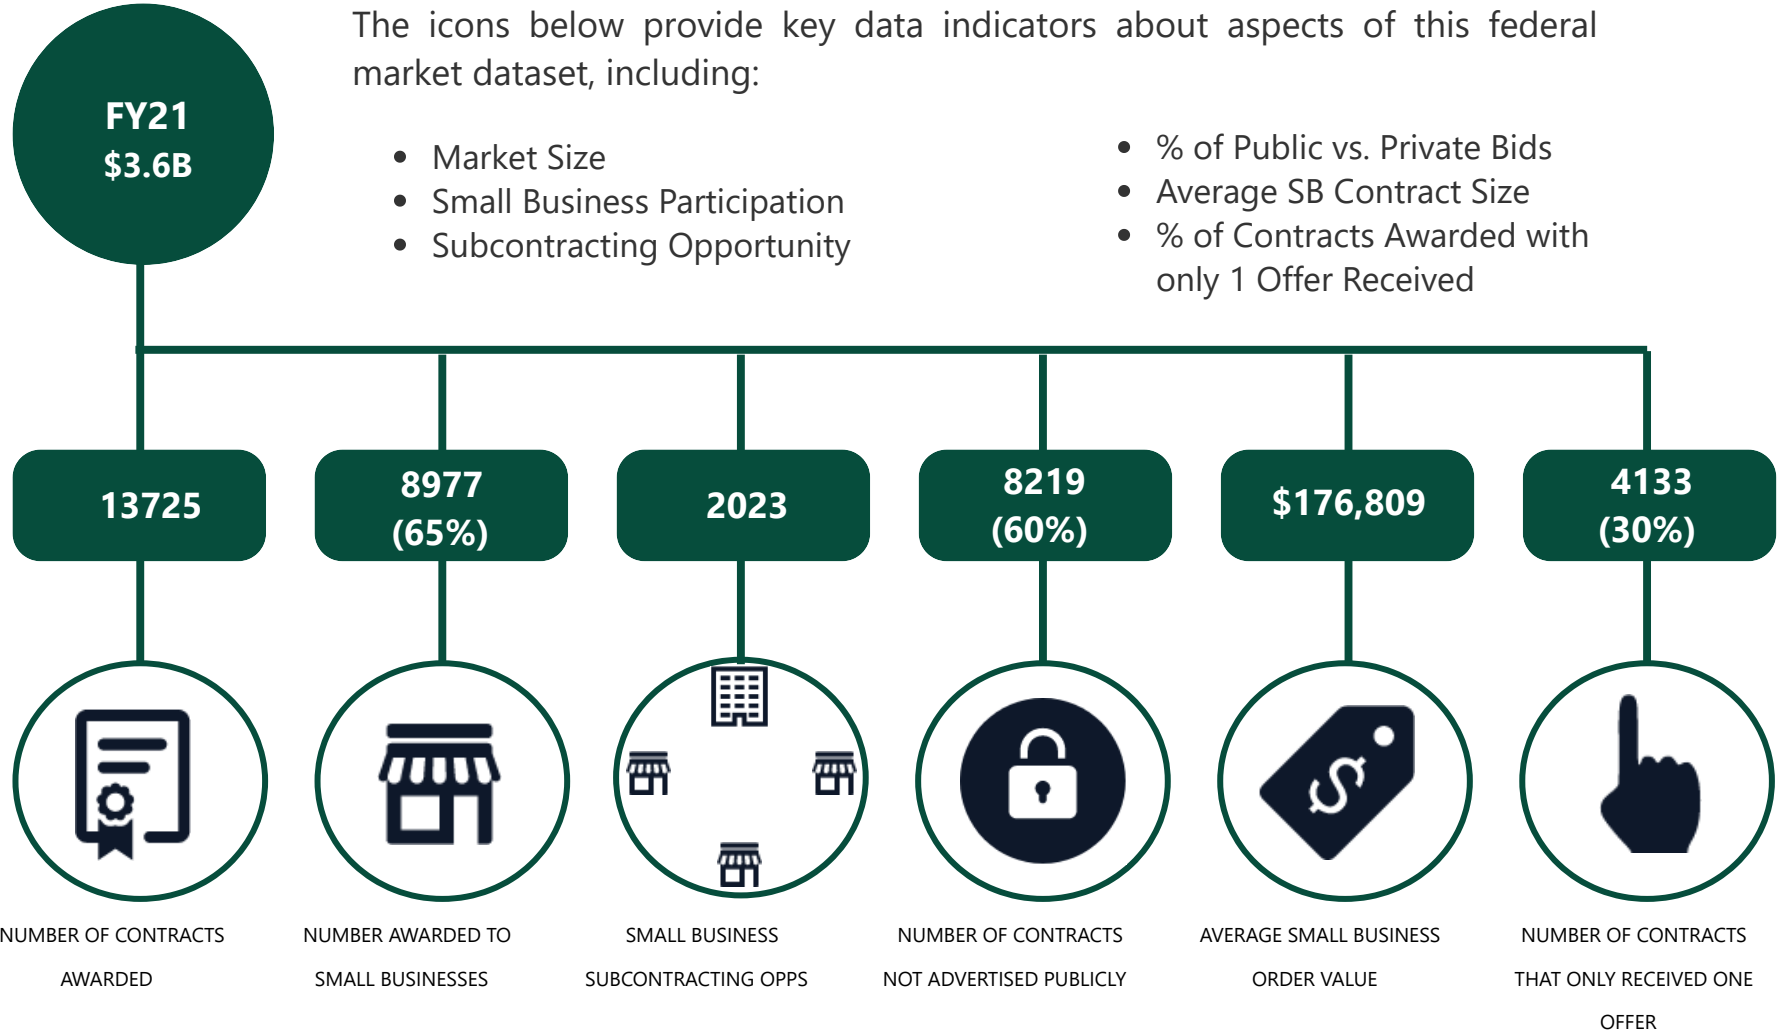 FY21
$3.6B
The icons below provide key data indicators about aspects of this federal
market dataset, including:
• Market Size
• Small Business Participation
• Subcontracting Opportunity
• % of Public vs. Private Bids
• Average SB Contract Size
• % of Contracts Awarded with
only 1 Offer Received
13725
8977
(65%)
2023
8219
(60%)
$176,809
4133
(30%)
$
NUMBER OF CONTRACTS
AWARDED
NUMBER AWARDED TO
SMALL BUSINESSES
SMALL BUSINESS
SUBCONTRACTING OPPS
NUMBER OF CONTRACTS
NOT ADVERTISED PUBLICLY
AVERAGE SMALL BUSINESS
ORDER VALUE
NUMBER OF CONTRACTS
THAT ONLY RECEIVED ONE
OFFER